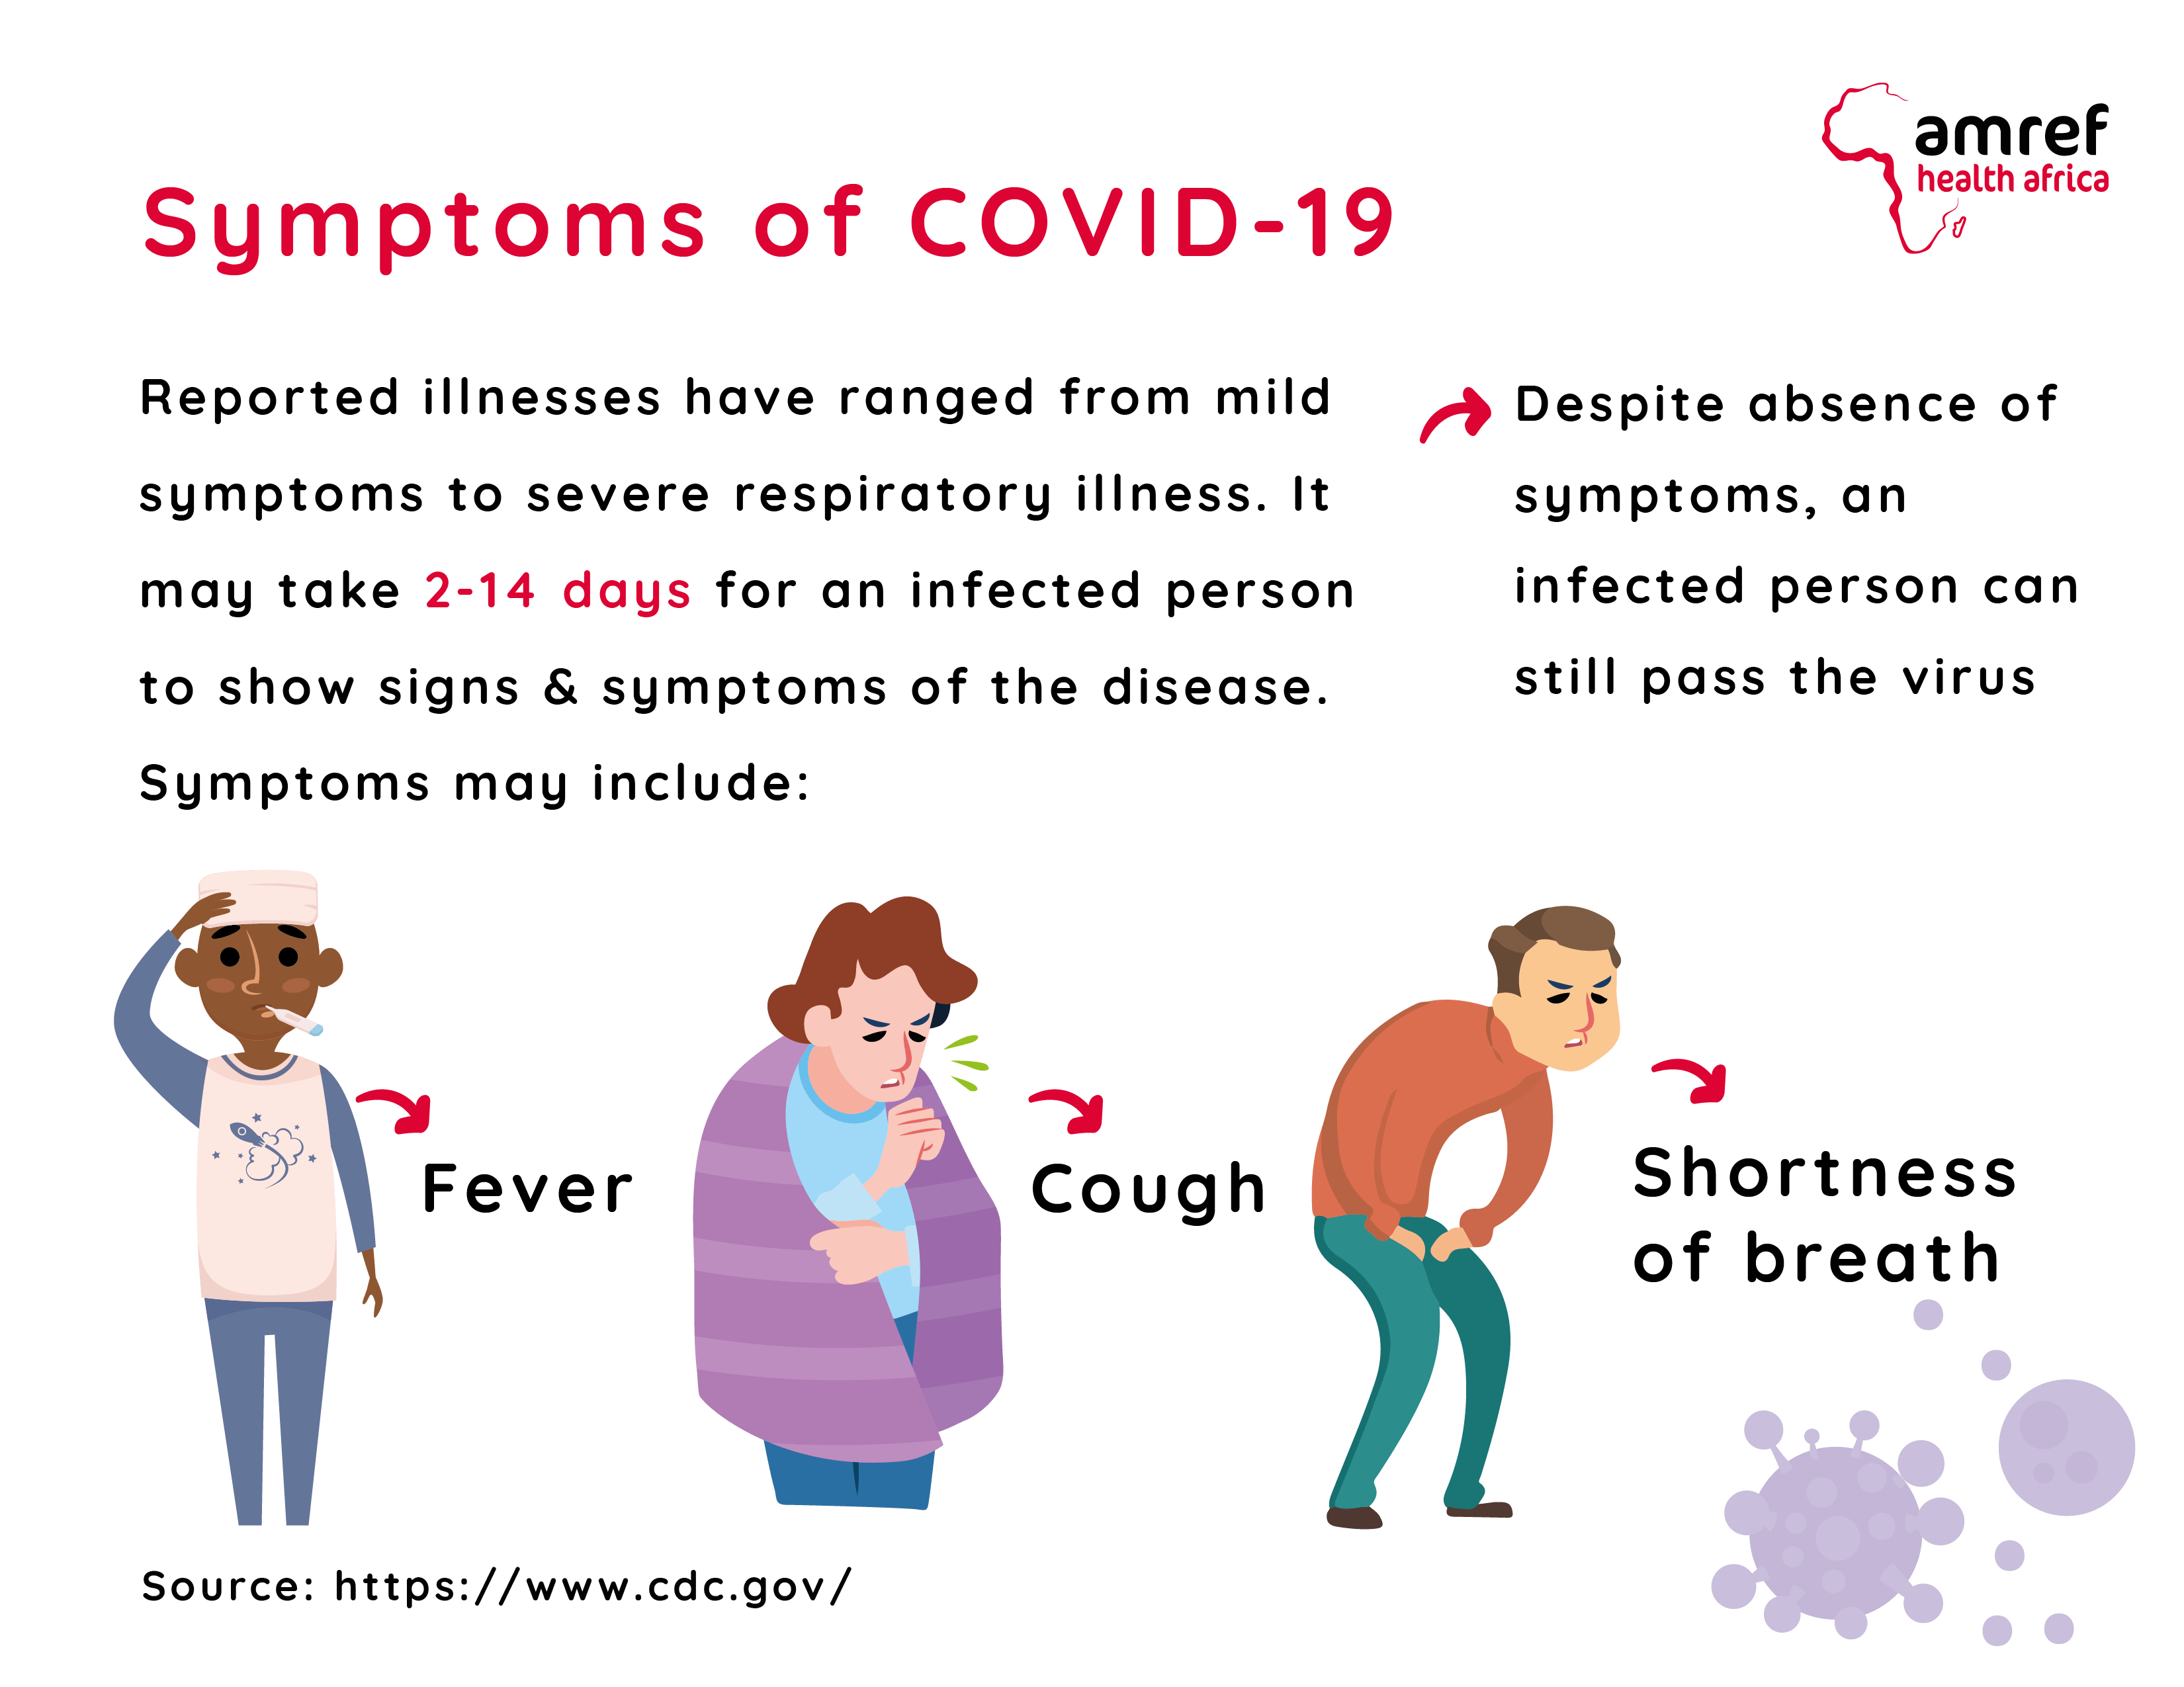 amref
health africa
Symptoms of COVID-19
Reported illnesses have ranged from mild
symptoms to severe respiratory illness. It
may take 2-14 days for an infected person
to show signs & symptoms of the disease.
Symptoms may include:
Despite absence of
symptoms, an
infected person can
still pass the virus
Fever
Cough
Shortness
of breath
Source: https://www.cdc.gov/